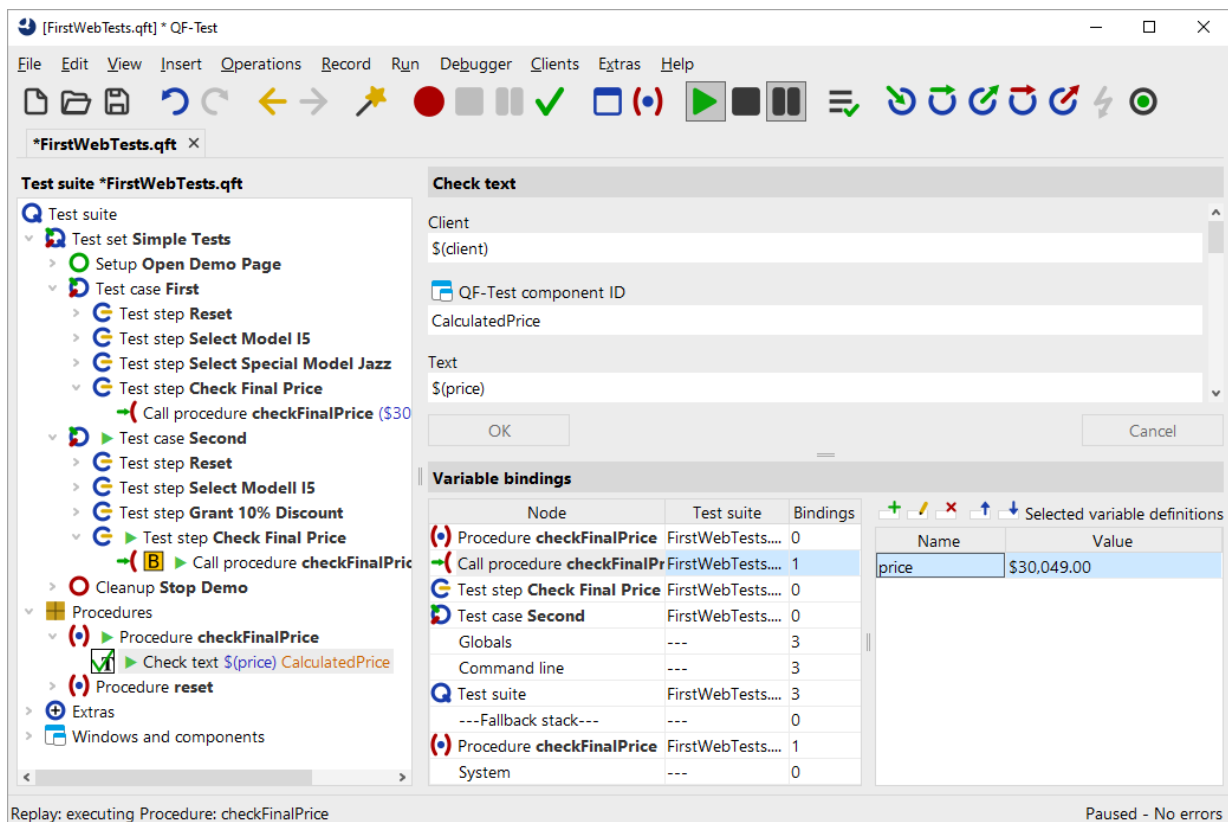 [FirstWebTests.qft] * QF-Test
File Edit View Insert Operations Record Run Debugger Clients Extras Help
*FirstWebTests.qft
Test suite *FirstWebTests.qft
Test suite
Test set Simple Tests
Setup Open Demo Page
Test case First
Test step Reset
Test step Select Model I5
Test step Select Special Model Jazz
Test step Check Final Price
Call procedure checkFinalPrice ($30
Test case Second
Test step Reset
Test step Select Modell I5
Test step Grant 10% Discount
Test step Check Final Price
B Call procedure checkFinalPric
Cleanup Stop Demo
Procedures
Procedure checkFinalPrice
Check text $(price) CalculatedPrice
Procedure reset
Extras
Windows and components
Check text
Client
$(client)
QF-Test component ID
CalculatedPrice
Text
$(price)
OK Cancel
Variable bindings
Node Test suite Bindings
Procedure checkFinalPrice FirstWebTests.... 0
Call procedure checkFinalPr FirstWebTests.... 1
Test step Check Final Price FirstWebTests.... 0
Test case Second FirstWebTests.... 0
Globals --- 3
Command line --- 3
Test suite FirstWebTests.... 3
---Fallback stack--- --- 0
Procedure checkFinalPrice FirstWebTests.... 1
System --- 0
Selected variable definitions
Name Value
price $30,049.00
Replay: executing Procedure: checkFinalPrice
Paused - No errors